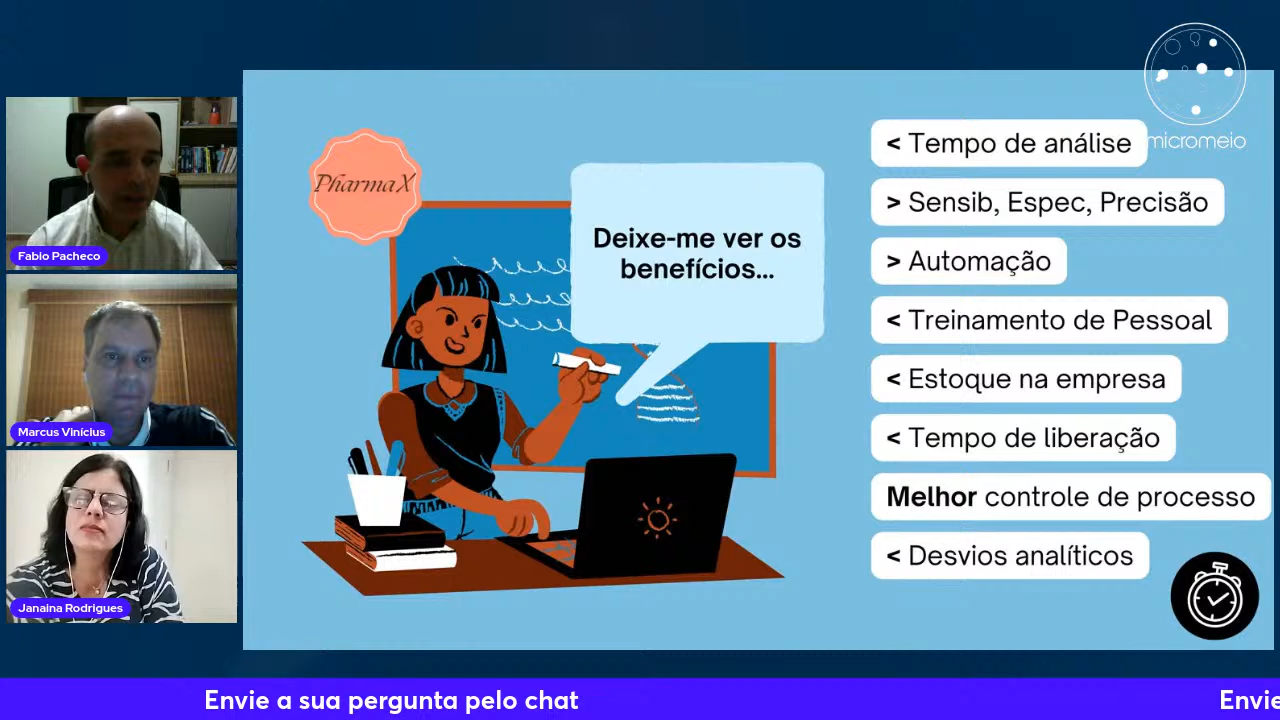 Fabio Pacheco
Marcus Vinícius
Janaina Rodrigues
PharmaX
Deixe-me ver os
benefícios...
micromeio
< Tempo de análise
> Sensib, Espec, Precisão
> Automação
< Treinamento de Pessoal
< Estoque na empresa
< Tempo de liberação
Melhor controle de processo
< Desvios analíticos
Envie a sua pergunta pelo chat
Envie